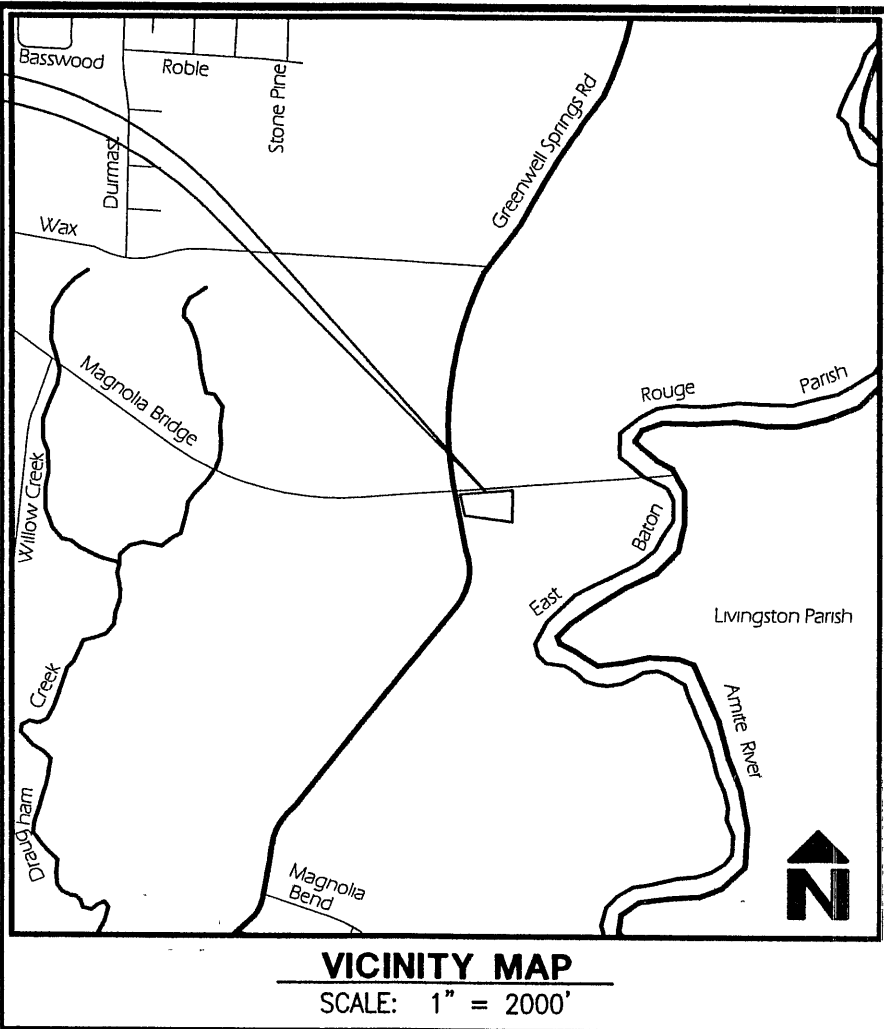 Basswood
Roble
Stone Pine
Durmast
Greenwell Springs Rd
Wax
Magnolia Bridge
Willow Creek
Rouge
Parish
Baton
East
Livingston Parish
Amite River
Creek
Draugham
Magnolia
Bend
N
VICINITY MAP
SCALE: 1" = 2000'